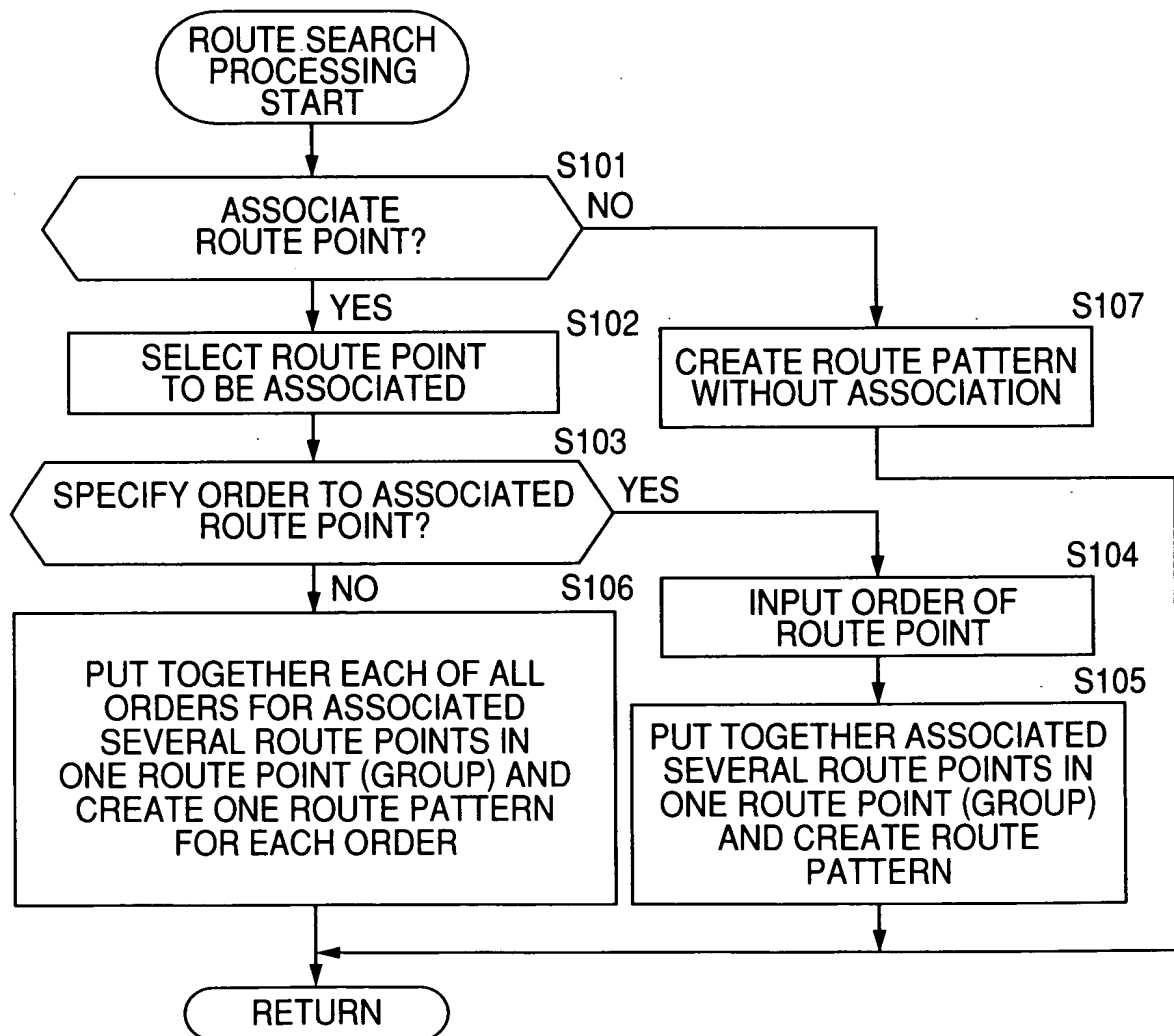 ROUTE SEARCH
PROCESSING
START
S101
ASSOCIATE
ROUTE POINT?
NO
YES
S102
SELECT ROUTE POINT
TO BE ASSOCIATED
S107
CREATE ROUTE PATTERN
WITHOUT ASSOCIATION
S103
SPECIFY ORDER TO ASSOCIATED
ROUTE POINT?
YES
NO
S104
INPUT ORDER OF
ROUTE POINT
S106
PUT TOGETHER EACH OF ALL
ORDERS FOR ASSOCIATED
SEVERAL ROUTE POINTS IN
ONE ROUTE POINT (GROUP) AND
CREATE ONE ROUTE PATTERN
FOR EACH ORDER
S105
PUT TOGETHER ASSOCIATED
SEVERAL ROUTE POINTS IN
ONE ROUTE POINT (GROUP)
AND CREATE ROUTE
PATTERN
RETURN